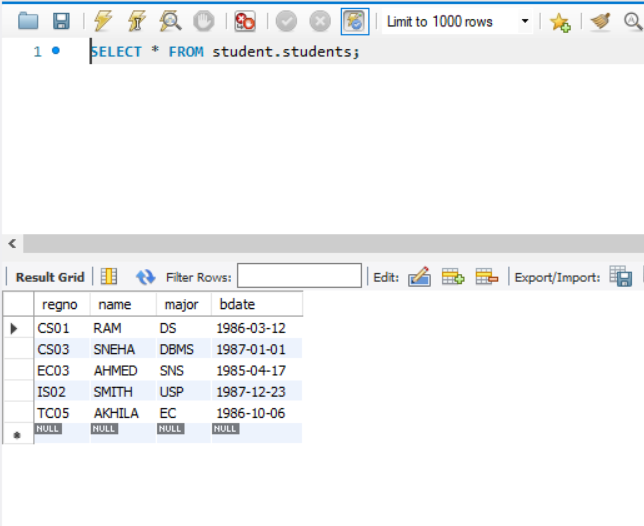 Limit to 1000 rows
1 SELECT * FROM student.students;
Result Grid Filter Rows: Edit: Export/Import:
regno name major bdate
CS01 RAM DS 1986-03-12
CS03 SNEHA DBMS 1987-01-01
EC03 AHMED SNS 1985-04-17
IS02 SMITH USP 1987-12-23
TC05 AKHILA EC 1986-10-06
NULL NULL NULL NULL